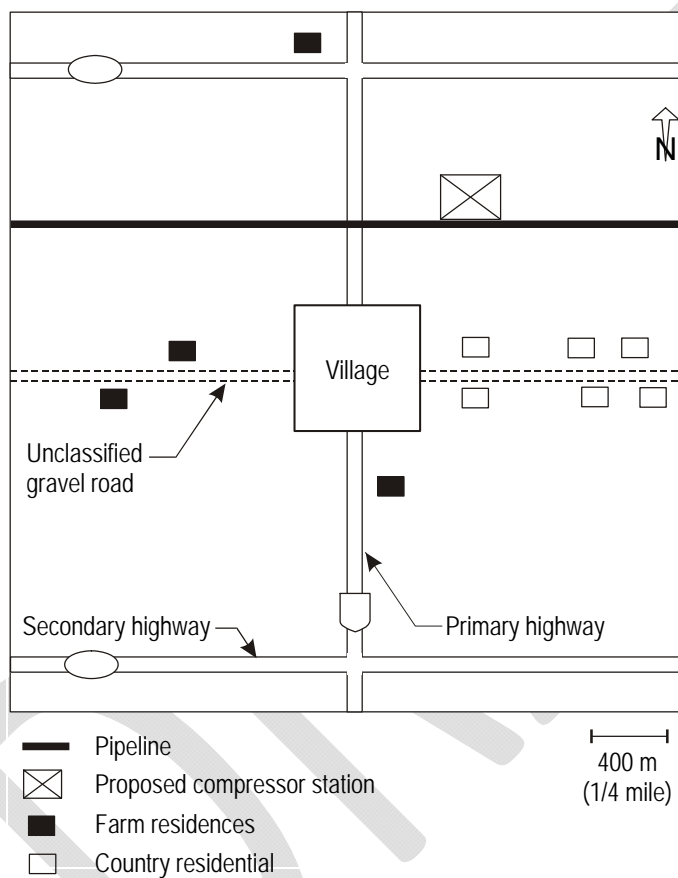 N
Village
Unclassified
gravel road
Secondary highway
Primary highway
Pipeline
Proposed compressor station
Farm residences
Country residential
400 m
(1/4 mile)